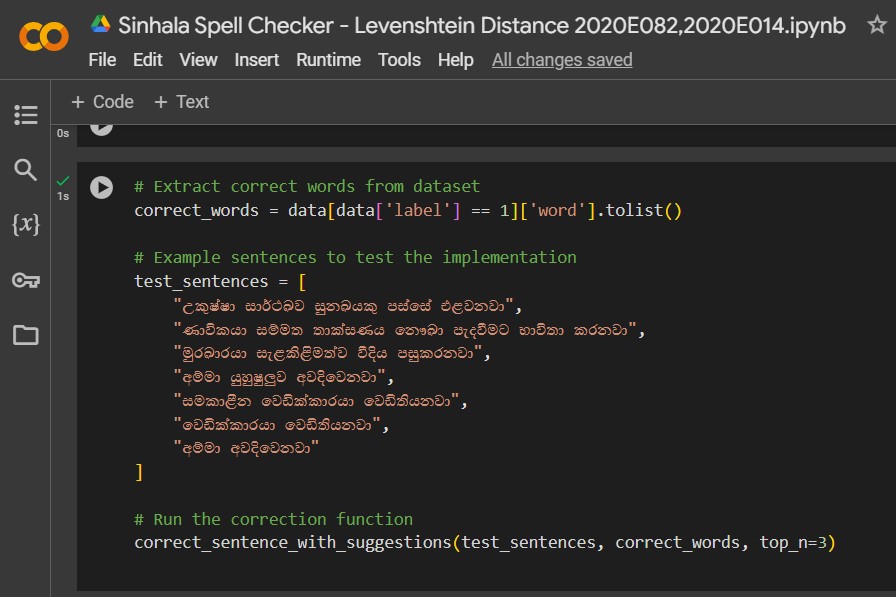 Sinhala Spell Checker - Levenshtein Distance 2020E082,2020E014.ipynb
File Edit View Insert Runtime Tools Help All changes saved
+ Code + Text
0s
1s
# Extract correct words from dataset
correct_words = data[data['label'] == 1]['word'].tolist()
# Example sentences to test the implementation
test_sentences = [
"උකුෂ්ෂා සාර්ථබව සුනබයකු පස්සේ එළවනවා",
"ණාවිකයා සම්මත තාක්සණය නෞඛා පැදවීමට භාවිතා කරනවා",
"මුරබාරයා සැළකිළිමත්ව වීදිය පසුකරනවා",
"අම්මා යුහුෂුලුව අවදිවෙනවා",
"සමකාළීන වෙඩික්කාරයා වෙඩිතියනවා",
"වෙඩික්කාරයා වෙඩිතියනවා",
"අම්මා අවදිවෙනවා"
]
# Run the correction function
correct_sentence_with_suggestions(test_sentences, correct_words, top_n=3)